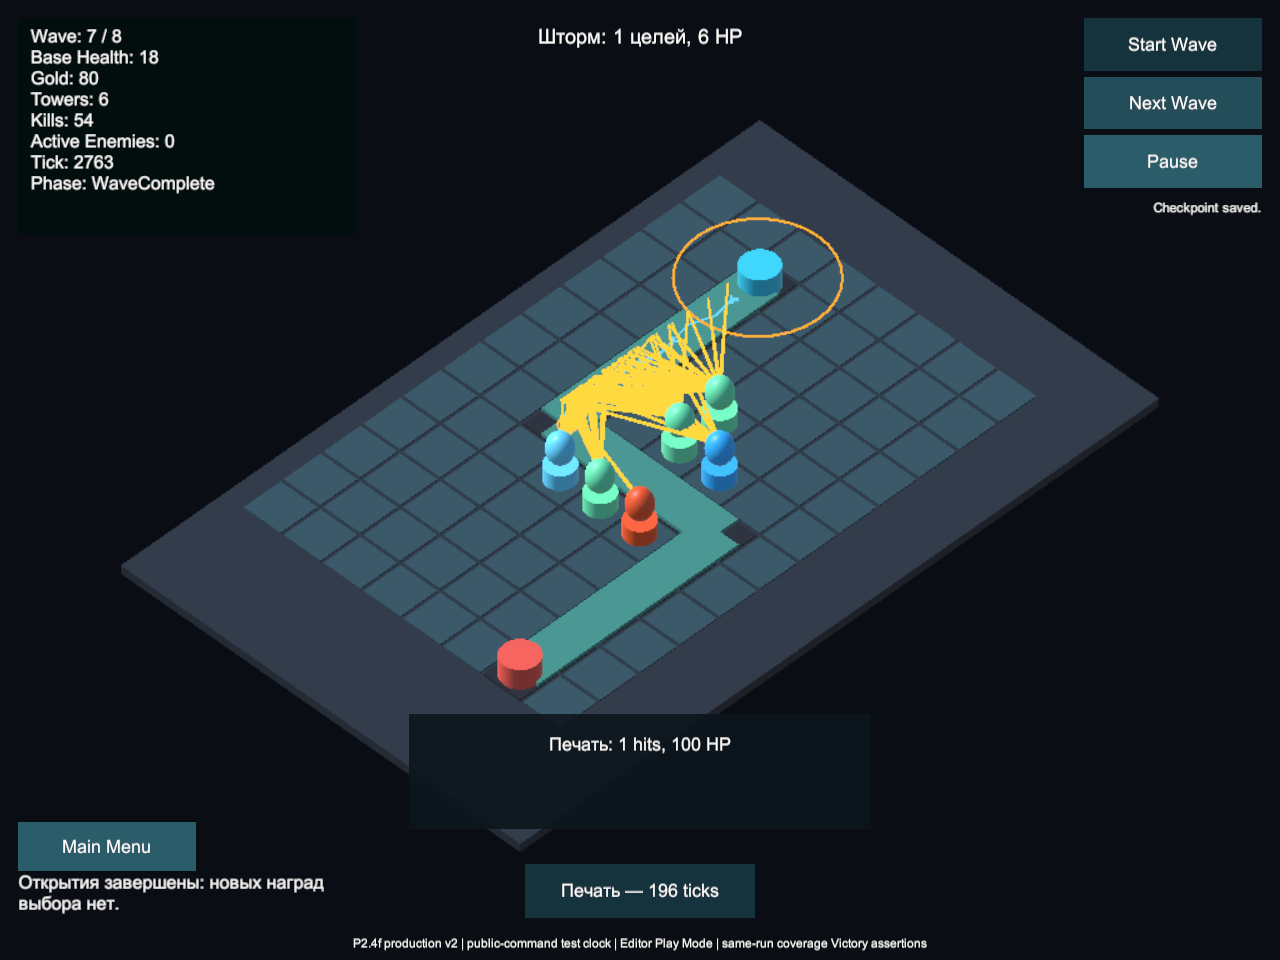 Wave: 7 / 8
Base Health: 18
Gold: 80
Towers: 6
Kills: 54
Active Enemies: 0
Tick: 2763
Phase: WaveComplete
Шторм: 1 целей, 6 HP
Start Wave
Next Wave
Pause
Checkpoint saved.
Печать: 1 hits, 100 HP
Main Menu
Открытия завершены: новых наград
выбора нет.
Печать — 196 ticks
P2.4f production v2 | public-command test clock | Editor Play Mode | same-run coverage Victory assertions